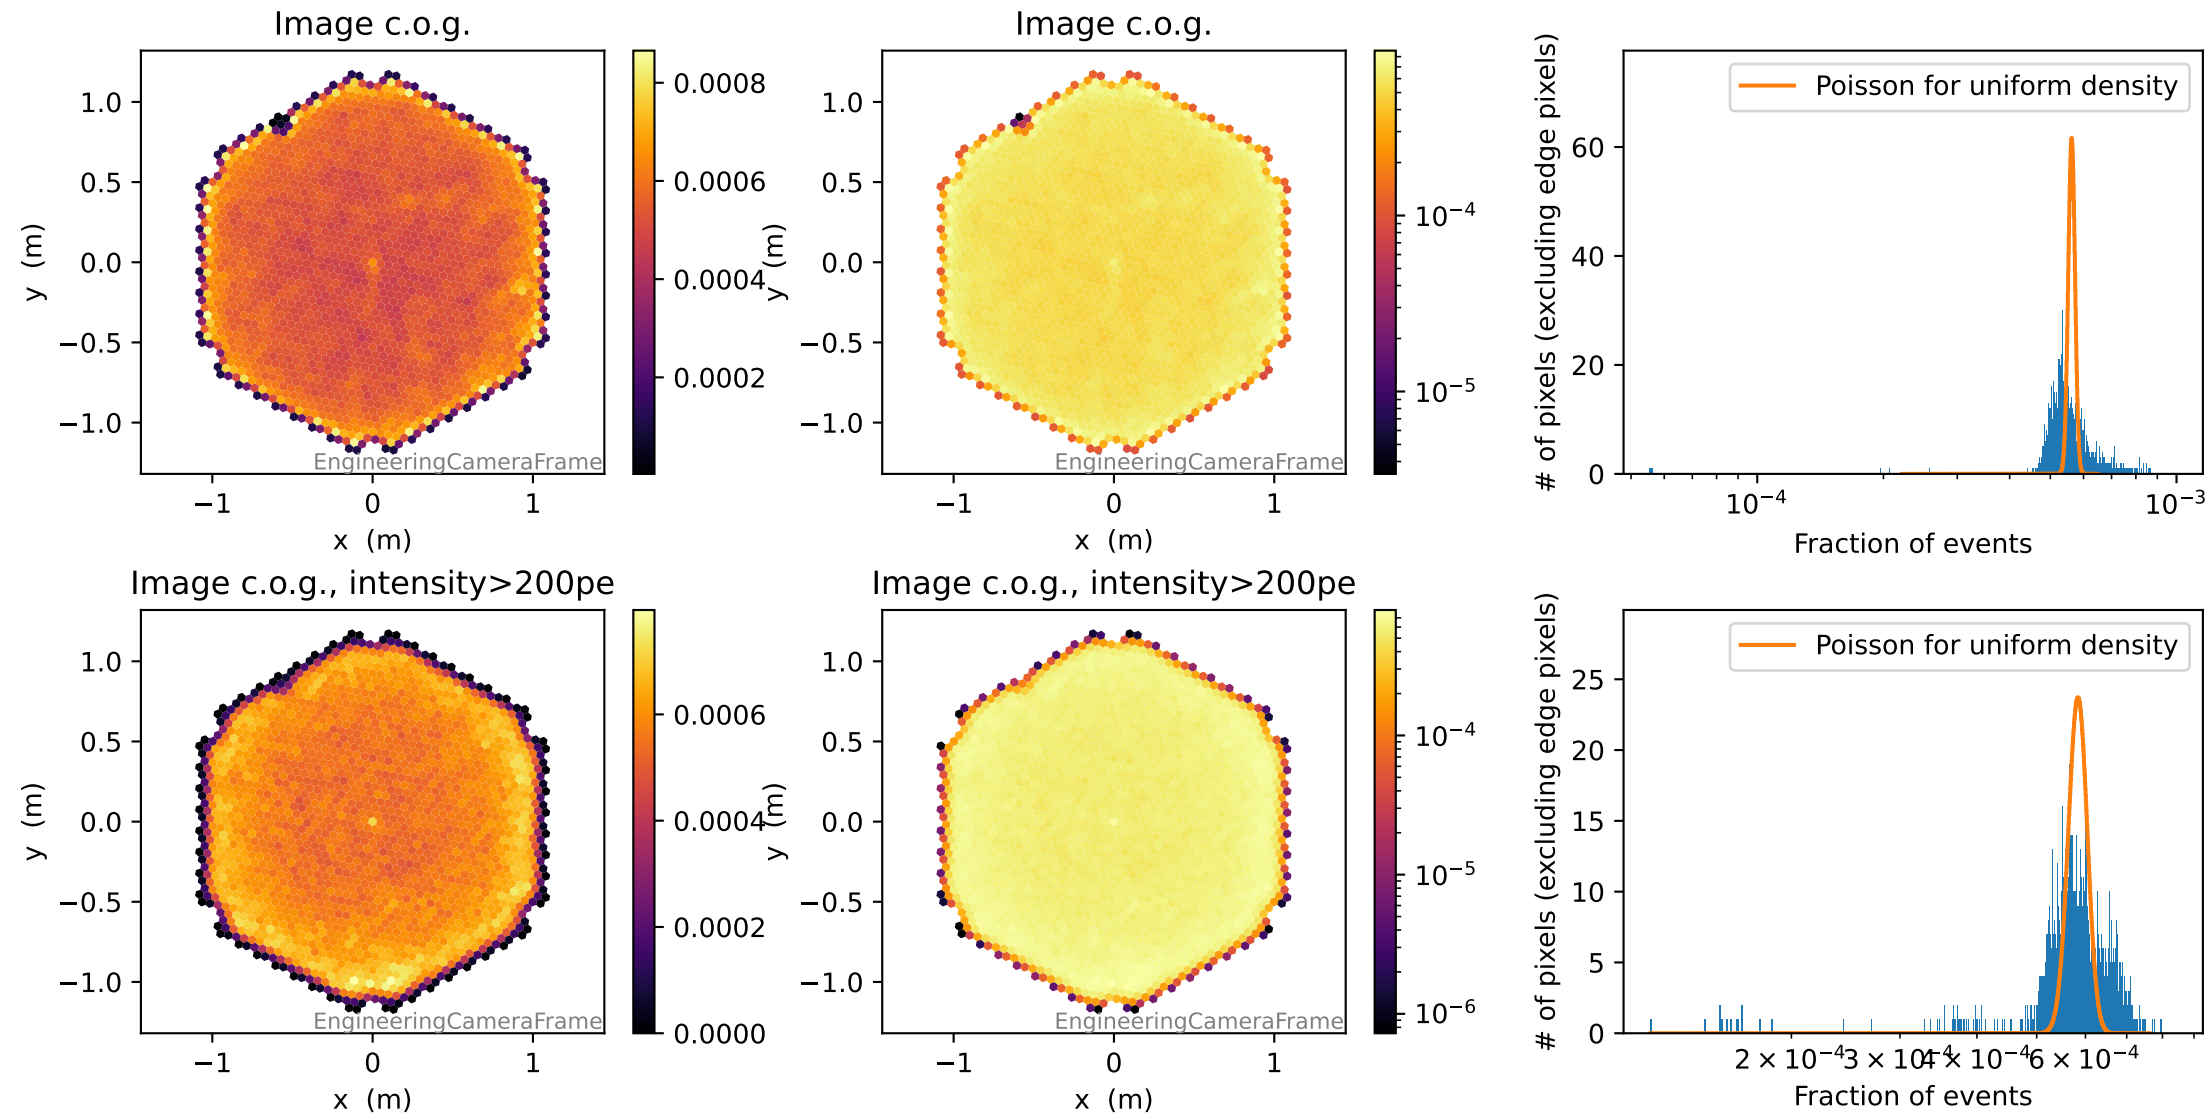 Image c.o.g.
y (m)
1.0
0.5
0.0
−0.5
−1.0
−1
0
1
x (m)
EngineeringCameraFrame
0.0008
0.0006
0.0004
0.0002
Image c.o.g.
y (m)
1.0
0.5
0.0
−0.5
−1.0
−1
0
1
x (m)
EngineeringCameraFrame
10⁻⁴
10⁻⁵
# of pixels (excluding edge pixels)
60
40
20
0
Poisson for uniform density
10⁻⁴
10⁻³
Fraction of events
Image c.o.g., intensity>200pe
y (m)
1.0
0.5
0.0
−0.5
−1.0
−1
0
1
x (m)
EngineeringCameraFrame
0.0006
0.0004
0.0002
0.0000
Image c.o.g., intensity>200pe
y (m)
1.0
0.5
0.0
−0.5
−1.0
−1
0
1
x (m)
EngineeringCameraFrame
10⁻⁴
10⁻⁵
10⁻⁶
# of pixels (excluding edge pixels)
25
20
15
10
5
0
Poisson for uniform density
2 × 10⁻⁴
3 × 10⁻⁴
4 × 10⁻⁴
6 × 10⁻⁴
Fraction of events